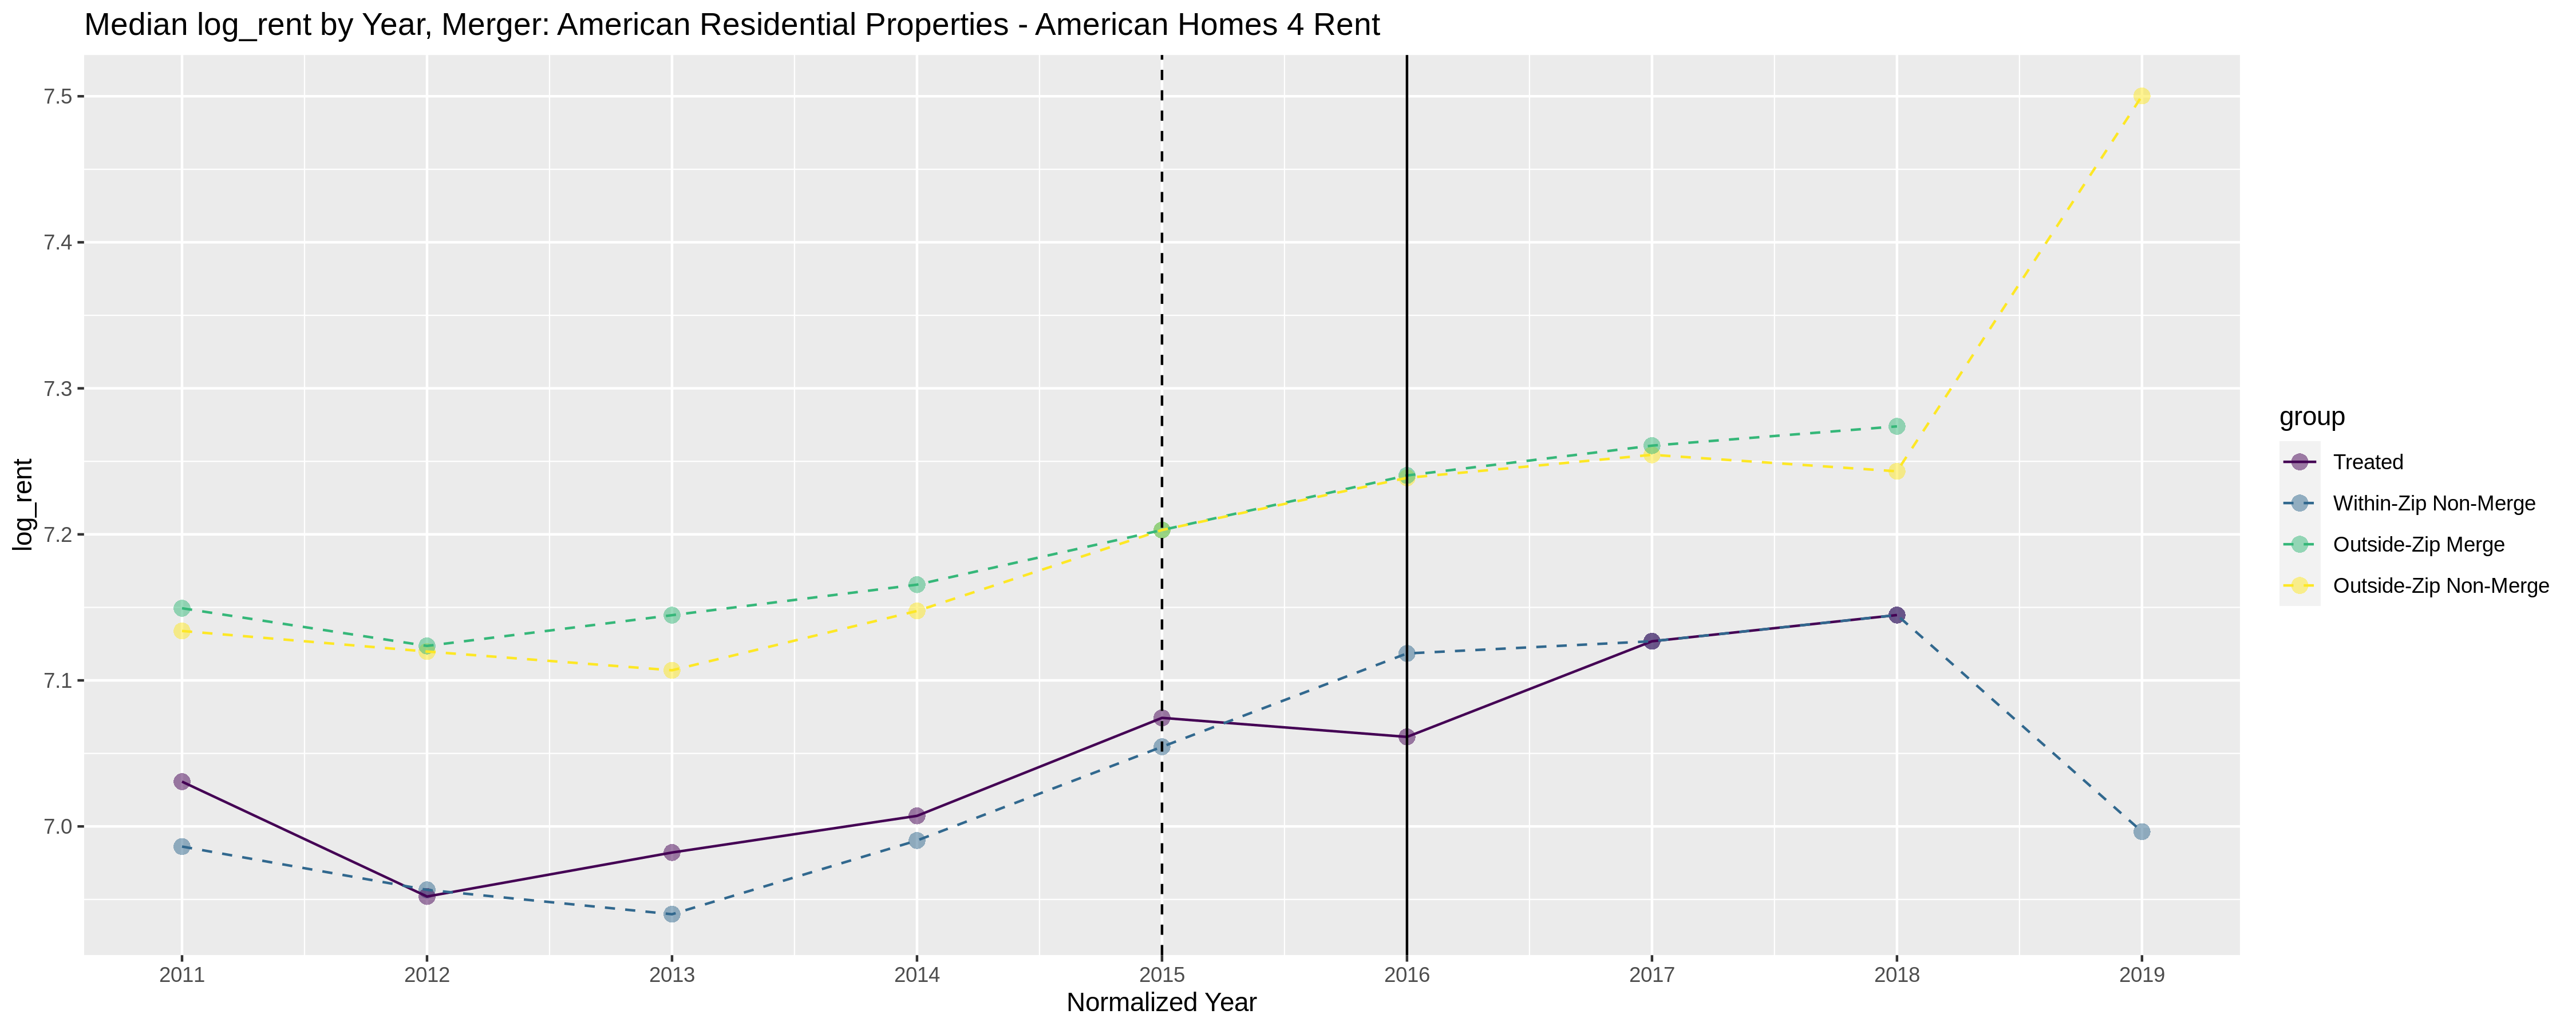 Median log_rent by Year, Merger: American Residential Properties - American Homes 4 Rent
7.5
7.4
7.3
7.2
7.1
7.0
log_rent
2011 2012 2013 2014 2015 2016 2017 2018 2019
Normalized Year
group
Treated
Within-Zip Non-Merge
Outside-Zip Merge
Outside-Zip Non-Merge